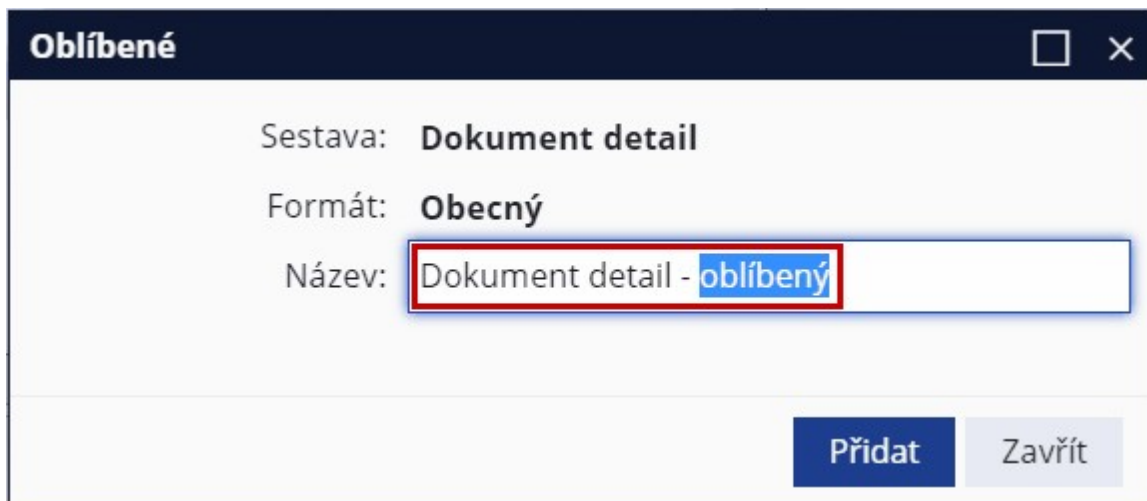 Oblíbené
Sestava: Dokument detail
Formát: Obecný
Název: Dokument detail - oblíbený
Přidat Zavřít